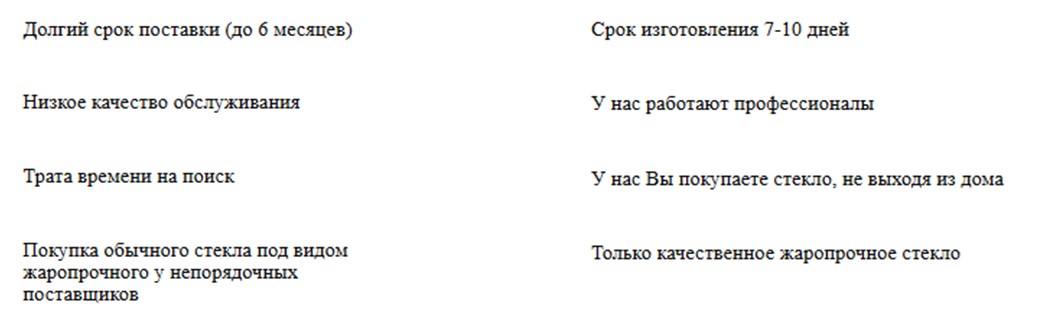 Долгий срок поставки (до 6 месяцев)
Срок изготовления 7-10 дней
Низкое качество обслуживания
У нас работают профессионалы
Трата времени на поиск
У нас Вы покупаете стекло, не выходя из дома
Покупка обычного стекла под видом
жаропрочного у непорядочных
поставщиков
Только качественное жаропрочное стекло